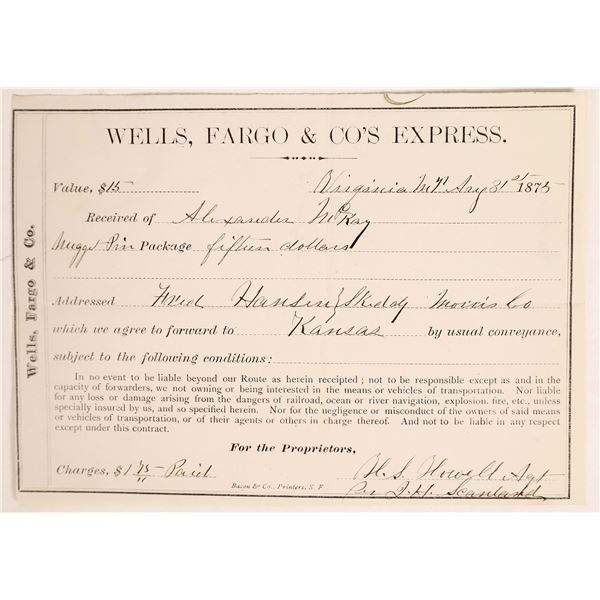 WELLS, FARGO & CO'S EXPRESS.
Value, $15 Virginia M.T. Aug 31st 1875
Received of Alexander McKay
Nugget Pin Package fifteen dollars
Addressed Fred Hansen Skiddy Morris Co
which we agree to forward to Kansas by usual conveyance,
subject to the following conditions:
In no event to be liable beyond our Route as herein receipted; not to be responsible except as and in the
capacity of forwarders, we not owning or being interested in the means or vehicles of transportation. Nor liable
for any loss or damage arising from the dangers of railroad, ocean or river navigation, explosion, fire, etc., unless
specially insured by us, and so specified herein. Nor for the negligence or misconduct of the owners of said means
or vehicles of transportation, or of their agents or others in charge thereof. And not to be liable in any respect
except under this contract.
For the Proprietors,
Charges, $1 75 Paid H. S. Howell Agt
Bacon & Co., Printers, S. F
Per J. H. Scanland
Wells, Fargo & Co.